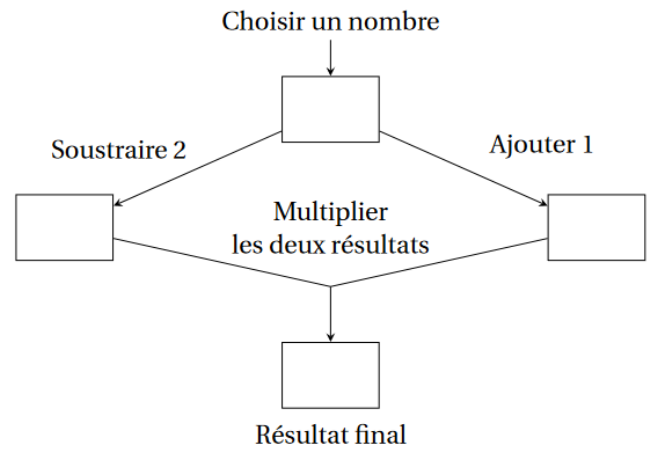 Choisir un nombre
Soustraire 2
Ajouter 1
Multiplier
les deux résultats
Résultat final